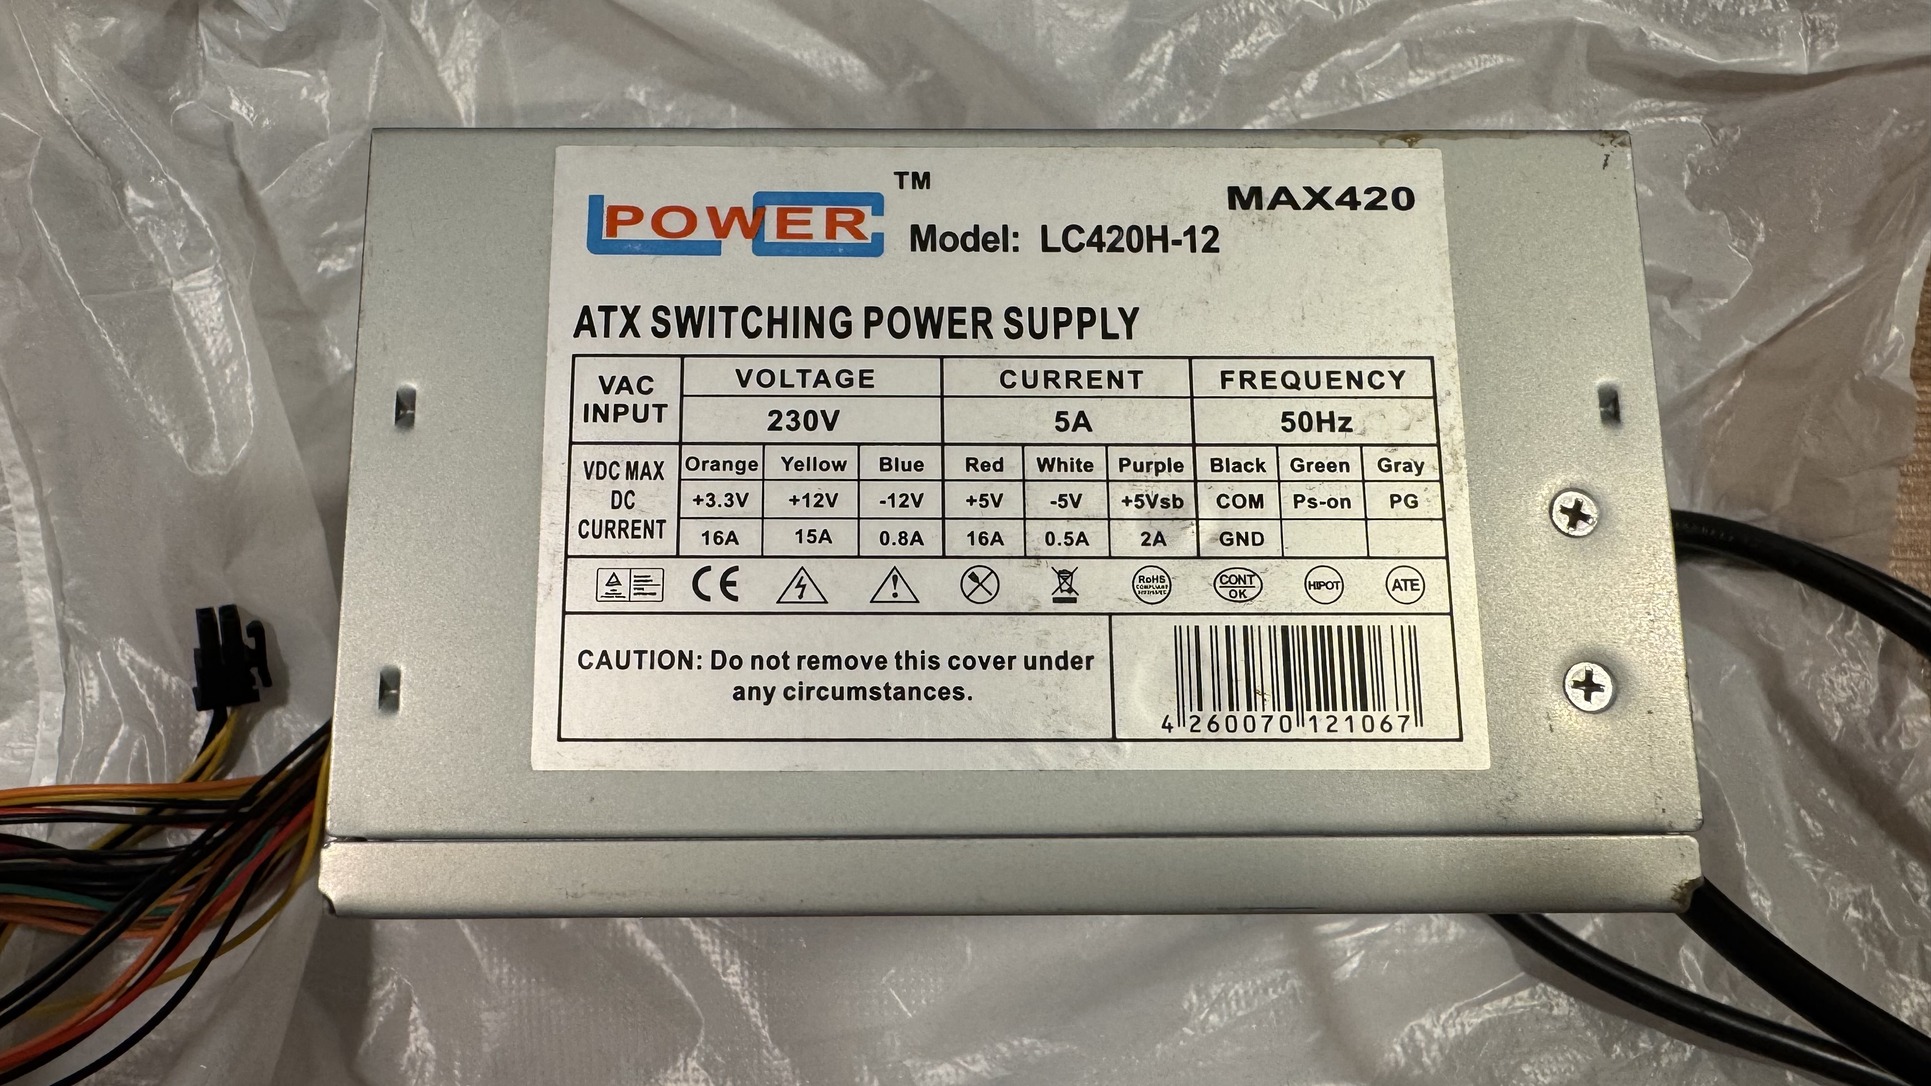 POWER TM
MAX420
Model: LC420H-12
ATX SWITCHING POWER SUPPLY
VAC INPUT VOLTAGE CURRENT FREQUENCY
230V 5A 50Hz
VDC MAX DC CURRENT Orange Yellow Blue Red White Purple Black Green Gray
+3.3V +12V -12V +5V -5V +5Vsb COM Ps-on PG
16A 15A 0.8A 16A 0.5A 2A GND
CE RoHS CONT OK HIPOT ATE
CAUTION: Do not remove this cover under
any circumstances.
4 260070 121067